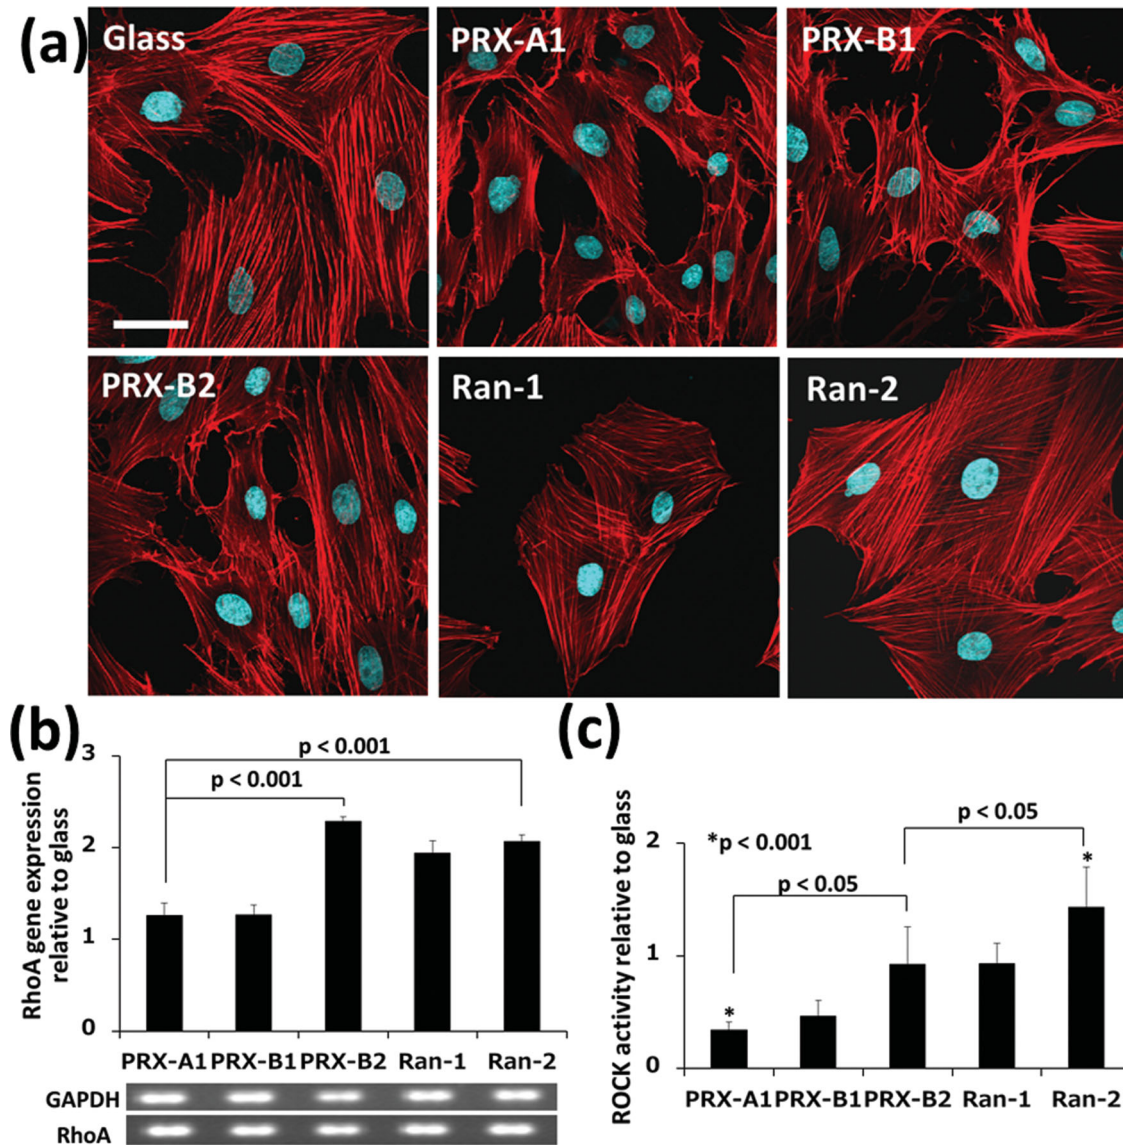 (a)
Glass
PRX-A1
PRX-B1
PRX-B2
Ran-1
Ran-2
(b)
RhoA gene expression
relative to glass
3
2
1
0
p < 0.001
p < 0.001
PRX-A1 PRX-B1 PRX-B2 Ran-1 Ran-2
GAPDH
RhoA
(c)
ROCK activity relative to glass
2
1
0
*p < 0.001
p < 0.05
p < 0.05
*
*
PRX-A1 PRX-B1 PRX-B2 Ran-1 Ran-2